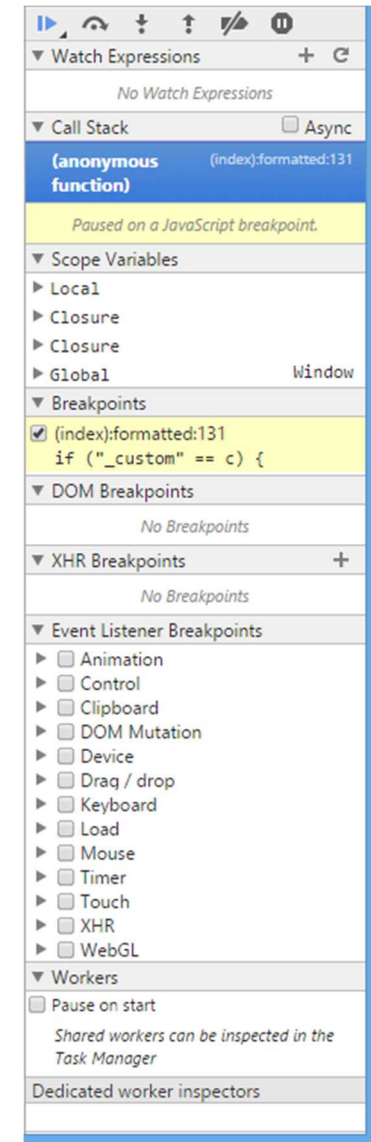 Watch Expressions
No Watch Expressions
Call Stack Async
(anonymous function) (index):formatted:131
Paused on a JavaScript breakpoint.
Scope Variables
Local
Closure
Closure
Global Window
Breakpoints
(index):formatted:131
if ("_custom" == c) {
DOM Breakpoints
No Breakpoints
XHR Breakpoints
No Breakpoints
Event Listener Breakpoints
Animation
Control
Clipboard
DOM Mutation
Device
Drag / drop
Keyboard
Load
Mouse
Timer
Touch
XHR
WebGL
Workers
Pause on start
Shared workers can be inspected in the
Task Manager
Dedicated worker inspectors